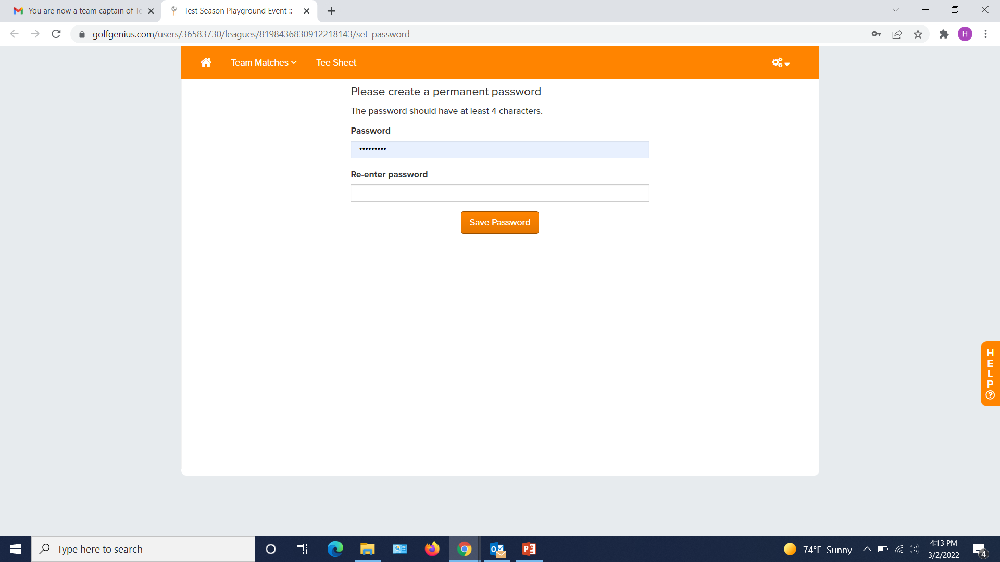 You are now a team captain of Te
Test Season Playground Event ::
golfgenius.com/users/36583730/leagues/8198436830912218143/set_password
H
Team Matches
Tee Sheet
Please create a permanent password
The password should have at least 4 characters.
Password
•••••••••
Re-enter password
Save Password
HELP?
Type here to search
74°F Sunny
4:13 PM
3/2/2022
4